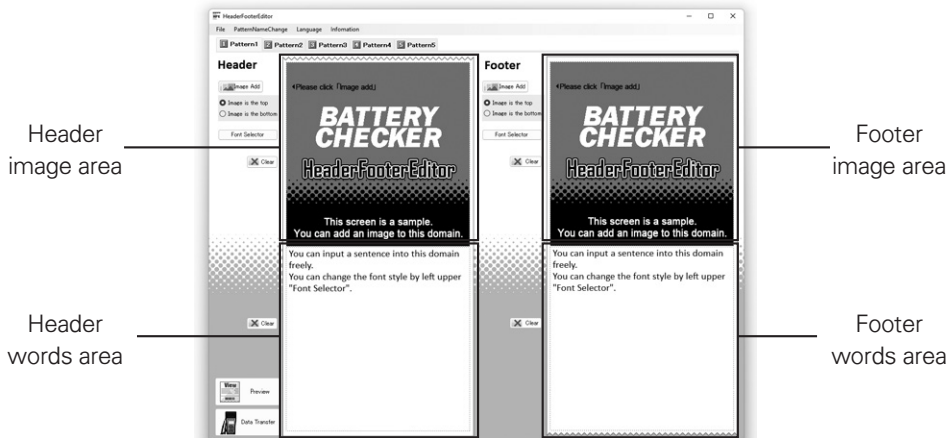 HeaderFooterEditor
File PatternNameChange Language Infomation
1 Pattern1 2 Pattern2 3 Pattern3 4 Pattern4 5 Pattern5
Header
Image Add
Image is the top
Image is the bottom
Font Selector
Clear
Please click「Image add」
BATTERY
CHECKER
HeaderFooterEditor
This screen is a sample.
You can add an image to this domain.
You can input a sentence into this domain
freely.
You can change the font style by left upper
"Font Selector".
Clear
View
Preview
Data Transfer
Footer
Image Add
Image is the top
Image is the bottom
Font Selector
Clear
Please click「Image add」
BATTERY
CHECKER
HeaderFooterEditor
This screen is a sample.
You can add an image to this domain.
You can input a sentence into this domain
freely.
You can change the font style by left upper
"Font Selector".
Clear
Header
image area
Header
words area
Footer
image area
Footer
words area